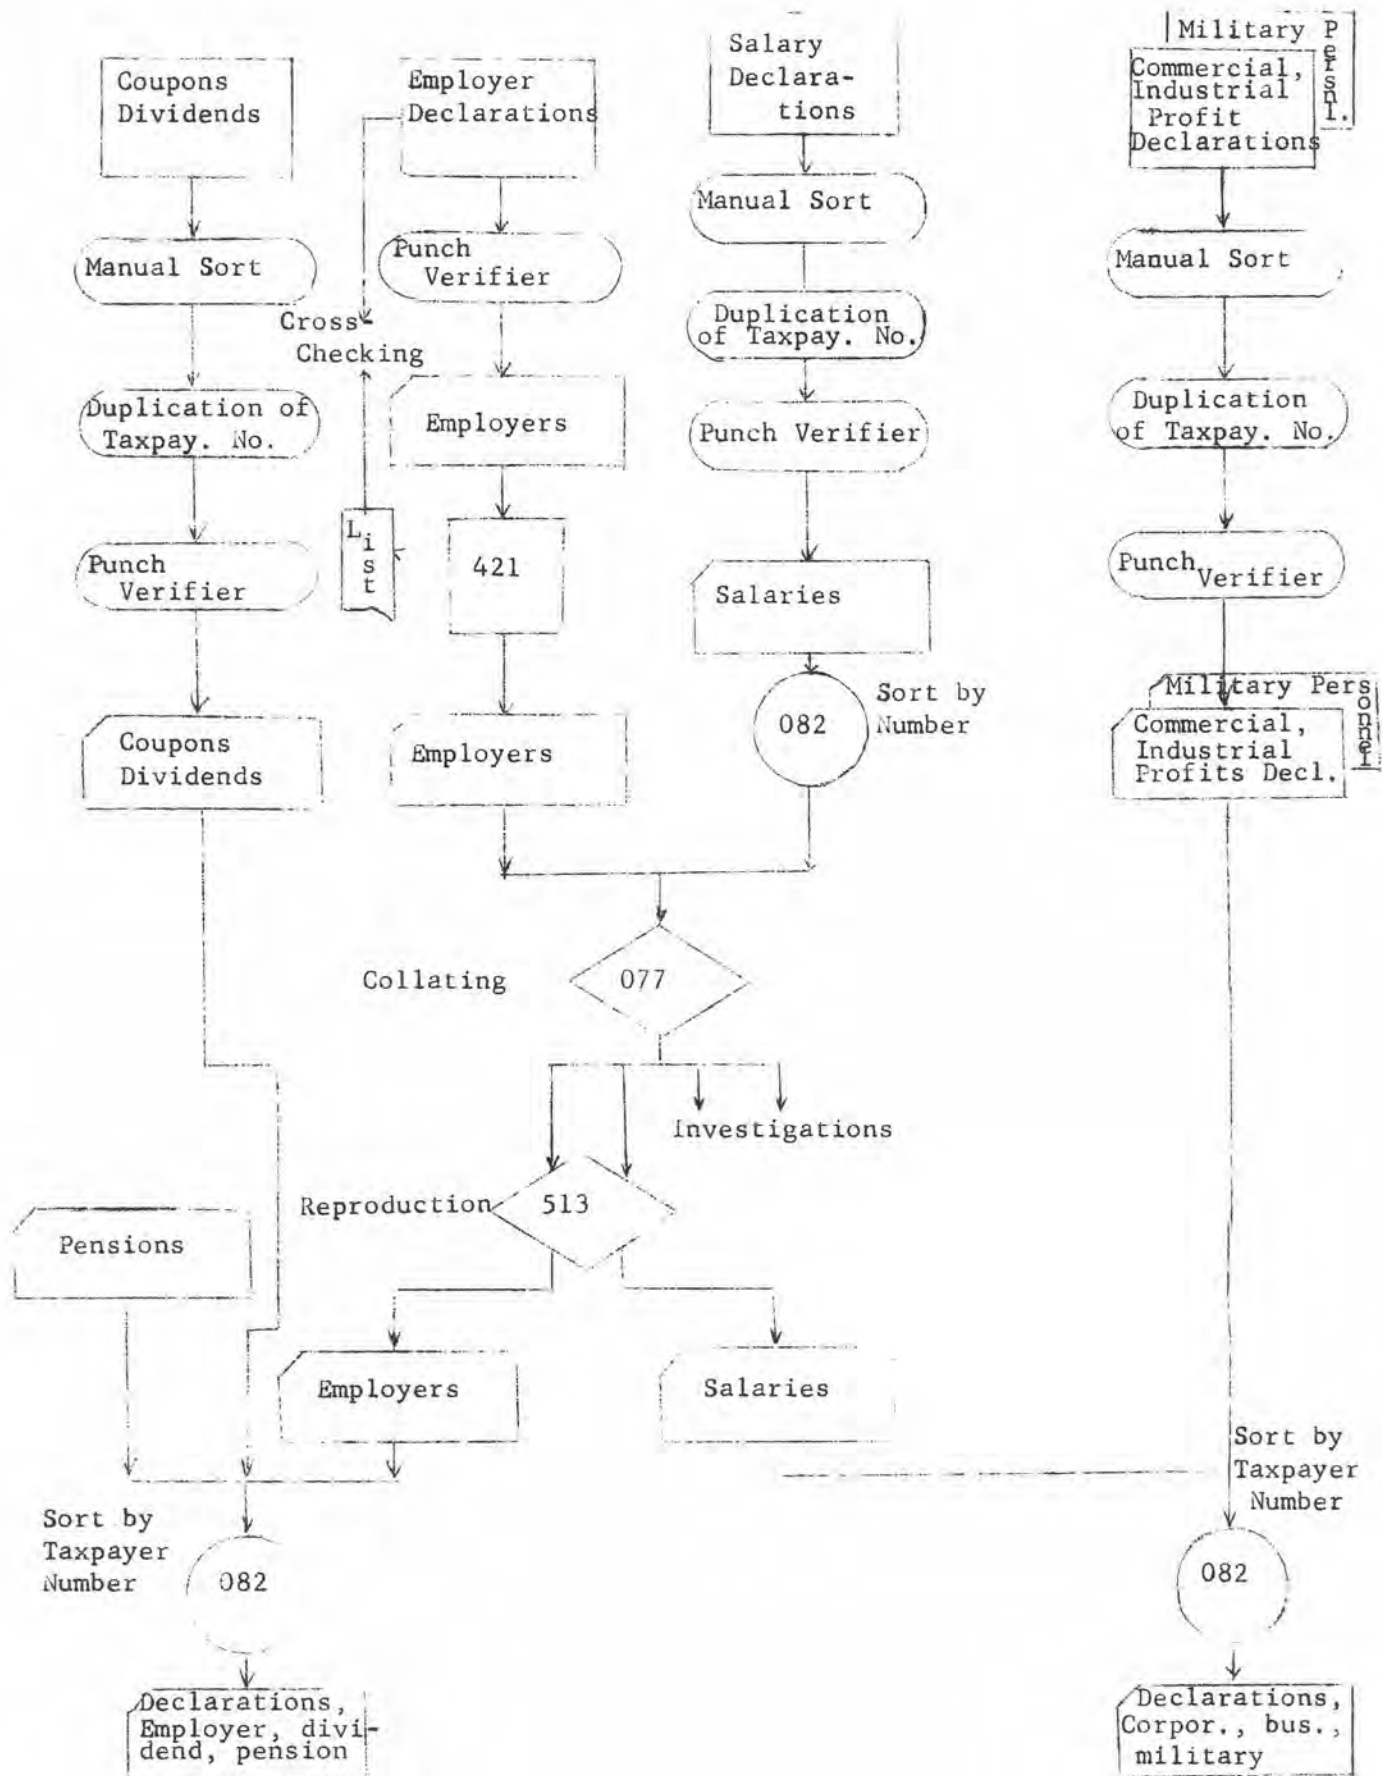 Coupons
Dividends
Employer
Declarations
Salary
Declara-
tions
Military Persnl.
Commercial,
Industrial
Profit
Declarations
Manual Sort
Punch
Verifier
Manual Sort
Manual Sort
Cross-
Checking
Duplication
of Taxpay. No.
Duplication of
Taxpay. No.
Employers
Punch Verifier
Duplication
of Taxpay. No.
List
421
Punch
Verifier
Salaries
Punch
Verifier
Coupons
Dividends
Employers
082
Sort by
Number
Military Personnel
Commercial,
Industrial
Profits Decl.
Collating
077
Investigations
Reproduction
513
Pensions
Employers
Salaries
Sort by
Taxpayer
Number
Sort by
Taxpayer
Number
082
082
Declarations,
Employer, divi-
dend, pension
Declarations,
Corpor., bus.,
military